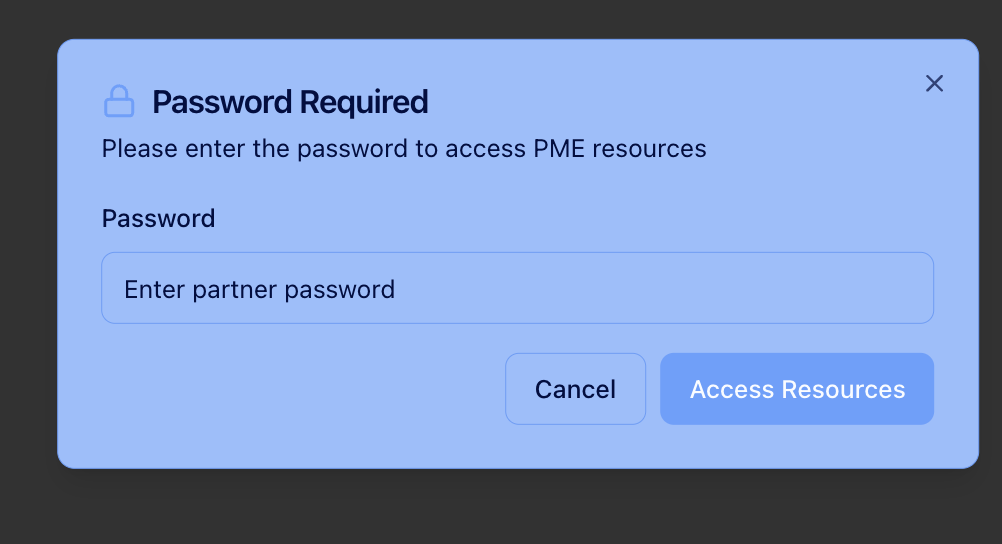 Password Required
Please enter the password to access PME resources
Password
Enter partner password
Cancel
Access Resources